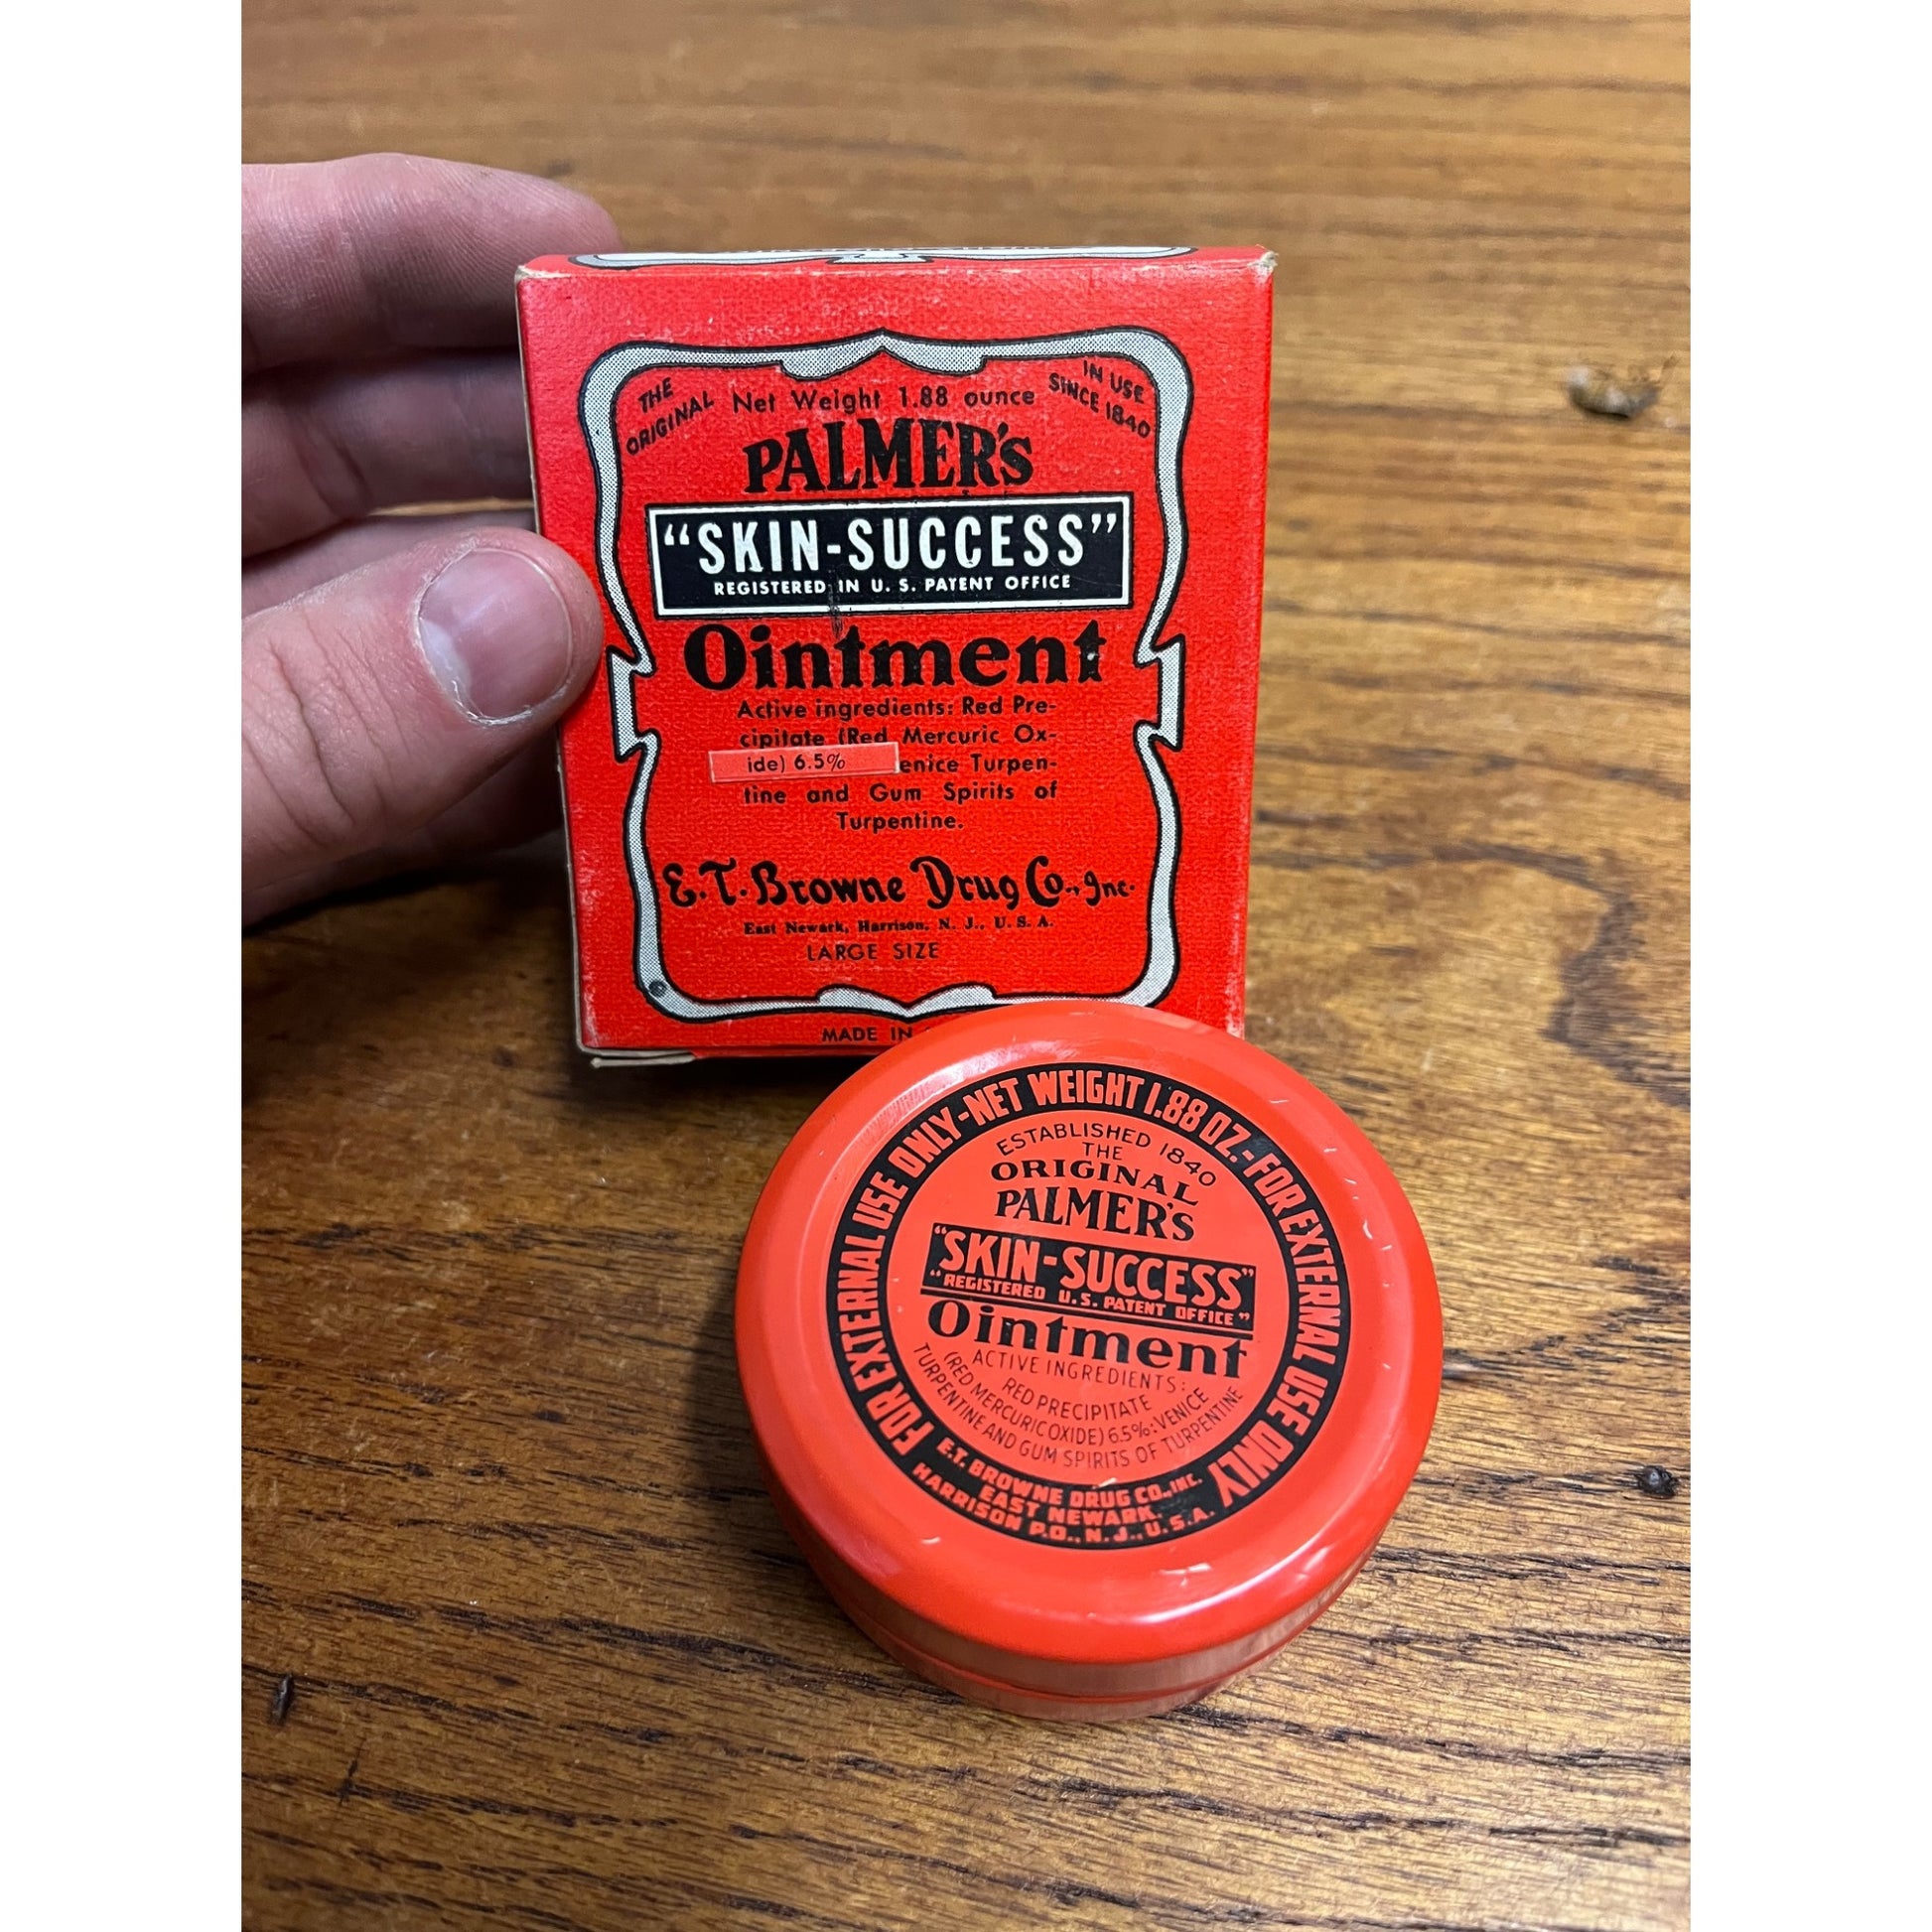 THE ORIGINAL
Net Weight 1.88 ounce
IN USE SINCE 1840
PALMER'S
"SKIN-SUCCESS"
REGISTERED IN U. S. PATENT OFFICE
Ointment
Active ingredients: Red Pre-
cipitate (Red Mercuric Ox-
ide) 6.5% enice Turpen-
tine and Gum Spirits of
Turpentine.
E. T. Browne Drug Co., Inc.
East Newark, Harrison, N. J., U. S. A.
LARGE SIZE
MADE IN
FOR EXTERNAL USE ONLY - NET WEIGHT 1.88 OZ. - FOR EXTERNAL USE ONLY
ESTABLISHED 1840
THE
ORIGINAL
PALMER'S
"SKIN-SUCCESS"
"REGISTERED U. S. PATENT OFFICE"
Ointment
ACTIVE INGREDIENTS:
RED PRECIPITATE
(RED MERCURIC OXIDE) 6.5%: VENICE
TURPENTINE AND GUM SPIRITS OF TURPENTINE
E.T. BROWNE DRUG CO., INC.
EAST NEWARK.
HARRISON P.O., N. J., U. S. A.